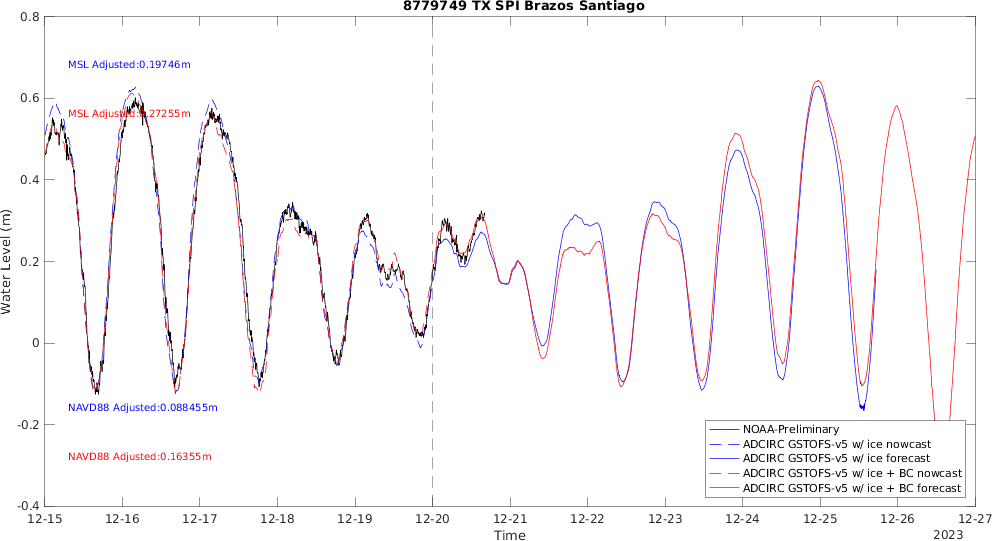 8779749 TX SPI Brazos Santiago
0.8
0.6
0.4
0.2
0
-0.2
-0.4
Water Level (m)
MSL Adjusted:0.19746m
MSL Adjusted:0.27255m
NAVD88 Adjusted:0.088455m
NAVD88 Adjusted:0.16355m
NOAA-Preliminary
ADCIRC GSTOFS-v5 w/ ice nowcast
ADCIRC GSTOFS-v5 w/ ice forecast
ADCIRC GSTOFS-v5 w/ ice + BC nowcast
ADCIRC GSTOFS-v5 w/ ice + BC forecast
12-15 12-16 12-17 12-18 12-19 12-20 12-21 12-22 12-23 12-24 12-25 12-26 12-27
Time
2023